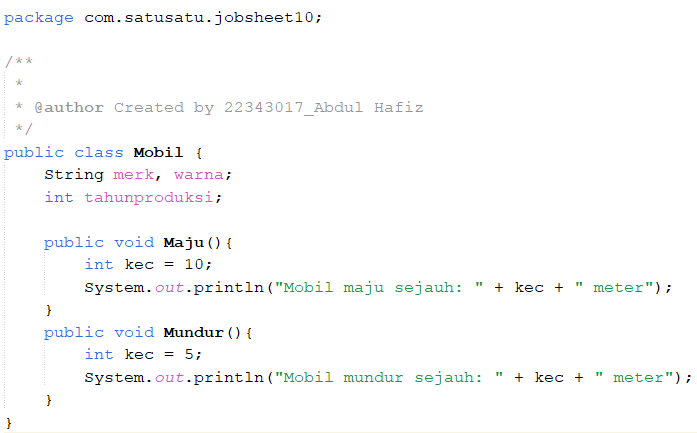 package com.satusatu.jobsheet10;
/**
 *
 * @author Created by 22343017_Abdul Hafiz
 */
public class Mobil {
    String merk, warna;
    int tahunproduksi;
    public void Maju(){
        int kec = 10;
        System.out.println("Mobil maju sejauh: " + kec + " meter");
    }
    public void Mundur(){
        int kec = 5;
        System.out.println("Mobil mundur sejauh: " + kec + " meter");
    }
}